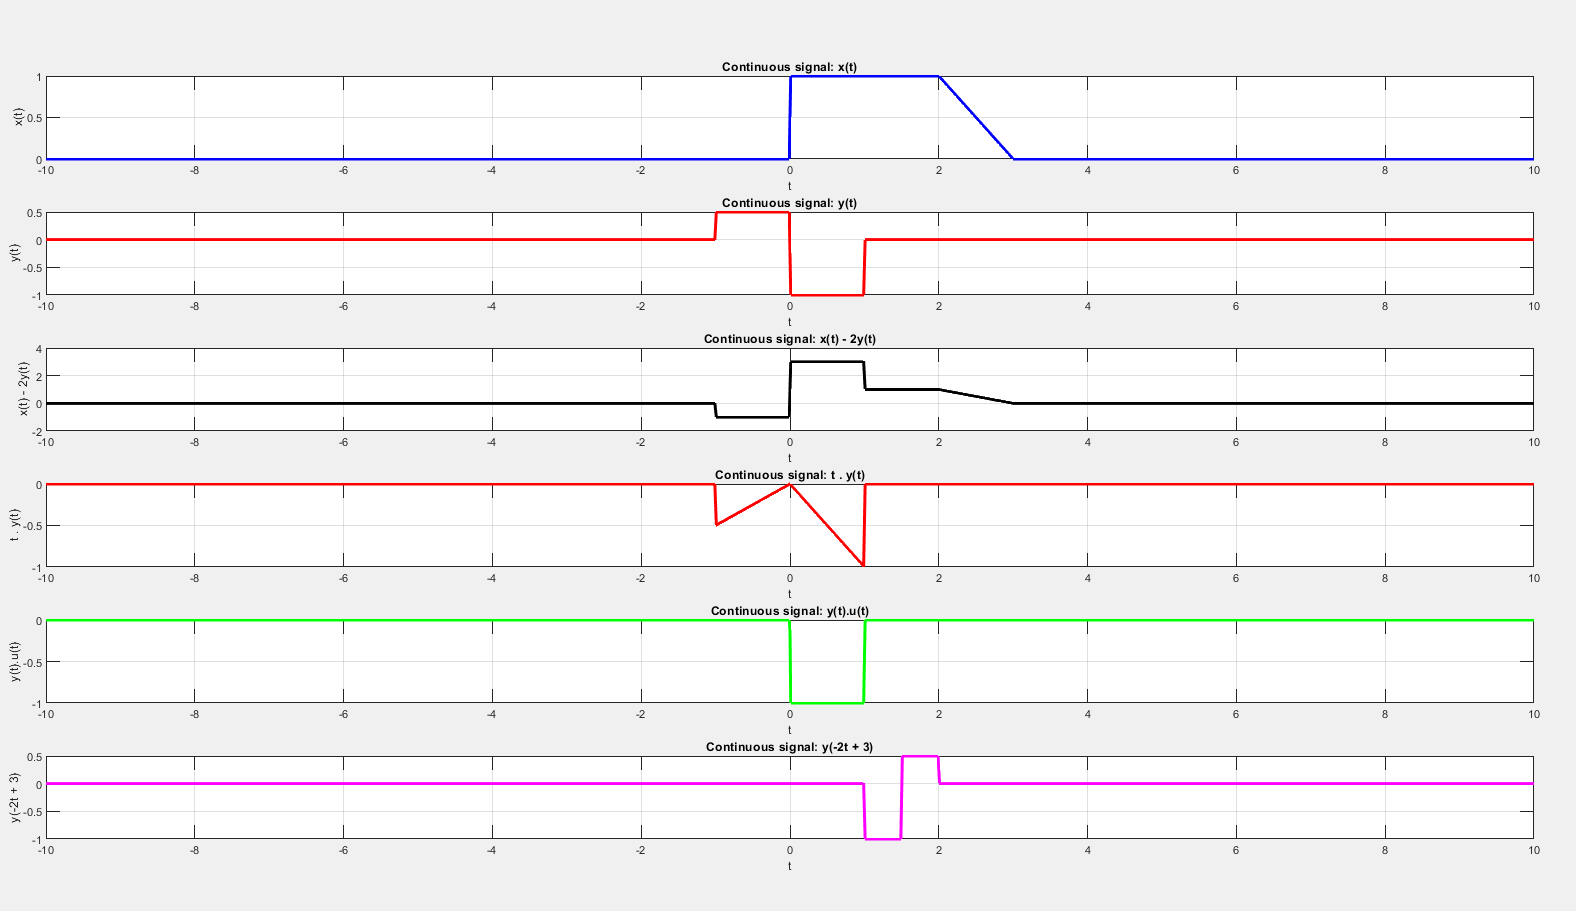 Continuous signal: x(t)
x(t)
1
0.5
0
-10 -8 -6 -4 -2 0 2 4 6 8 10
t
Continuous signal: y(t)
y(t)
0.5
0
-0.5
-1
-10 -8 -6 -4 -2 0 2 4 6 8 10
t
Continuous signal: x(t) - 2y(t)
x(t) - 2y(t)
4
2
0
-2
-10 -8 -6 -4 -2 0 2 4 6 8 10
t
Continuous signal: t . y(t)
t . y(t)
0
-0.5
-1
-10 -8 -6 -4 -2 0 2 4 6 8 10
t
Continuous signal: y(t).u(t)
y(t).u(t)
0
-0.5
-1
-10 -8 -6 -4 -2 0 2 4 6 8 10
t
Continuous signal: y(-2t + 3)
y(-2t + 3)
0.5
0
-0.5
-1
-10 -8 -6 -4 -2 0 2 4 6 8 10
t